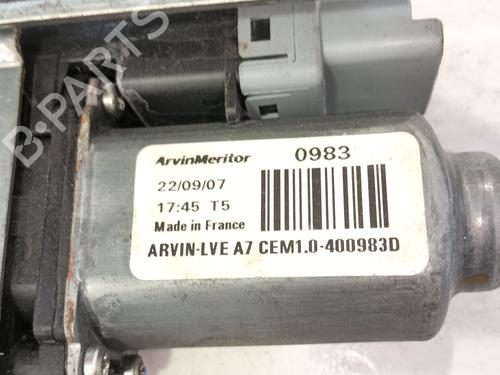 B-PARTS
ArvinMeritor 0983
22/09/07
17:45 T5
Made in France
ARVIN-LVE A7 CEM1.0-400983D